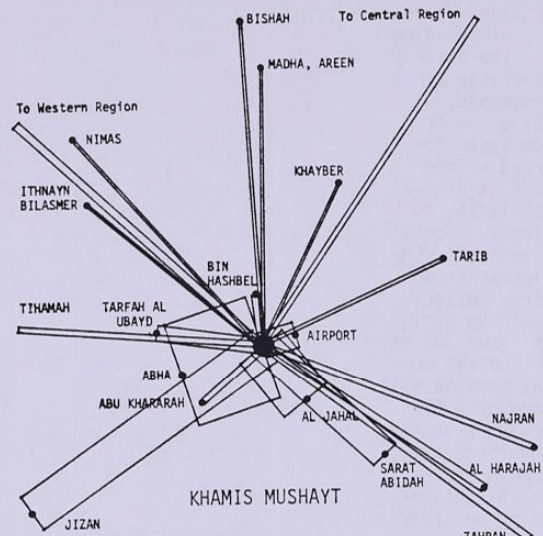 BISHAH
To Central Region
MADHA, AREEN
To Western Region
NIMAS
KHAYBER
ITHNAYN
BILASMER
TARIB
BIN
HASHBEL
TIHAMAH
TARFAH AL
UBAYD
AIRPORT
ABHA
ABU KHARARAH
AL JAHAL
NAJRAN
AL HARAJAH
SARAT
ABIDAH
KHAMIS MUSHAYT
JIZAN
ZAHRAN